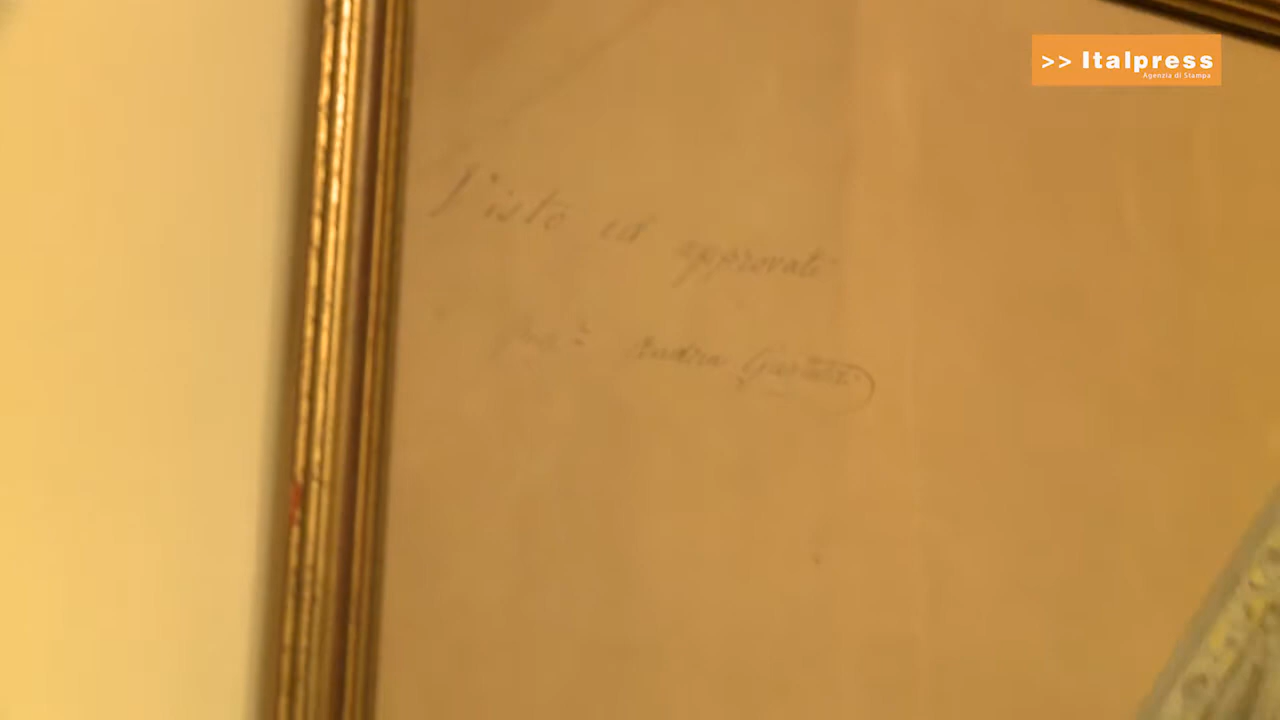 >> Italpress
Agenzia di Stampa
Visto ed approvato
Andrea